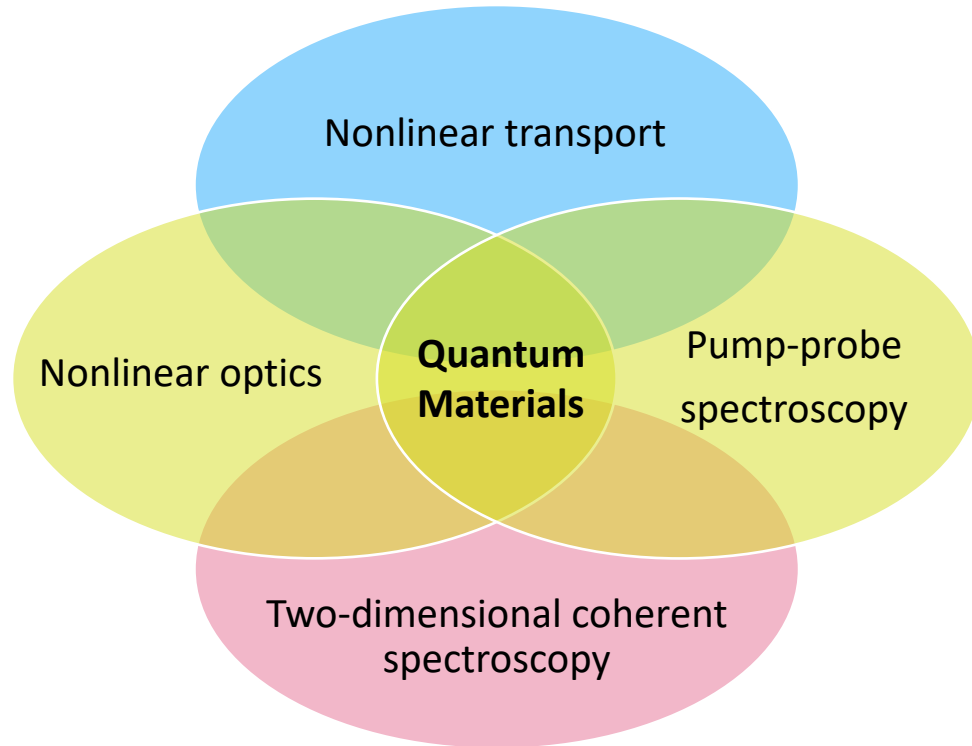 Nonlinear transport
Nonlinear optics
Quantum
Materials
Pump-probe
spectroscopy
Two-dimensional coherent
spectroscopy